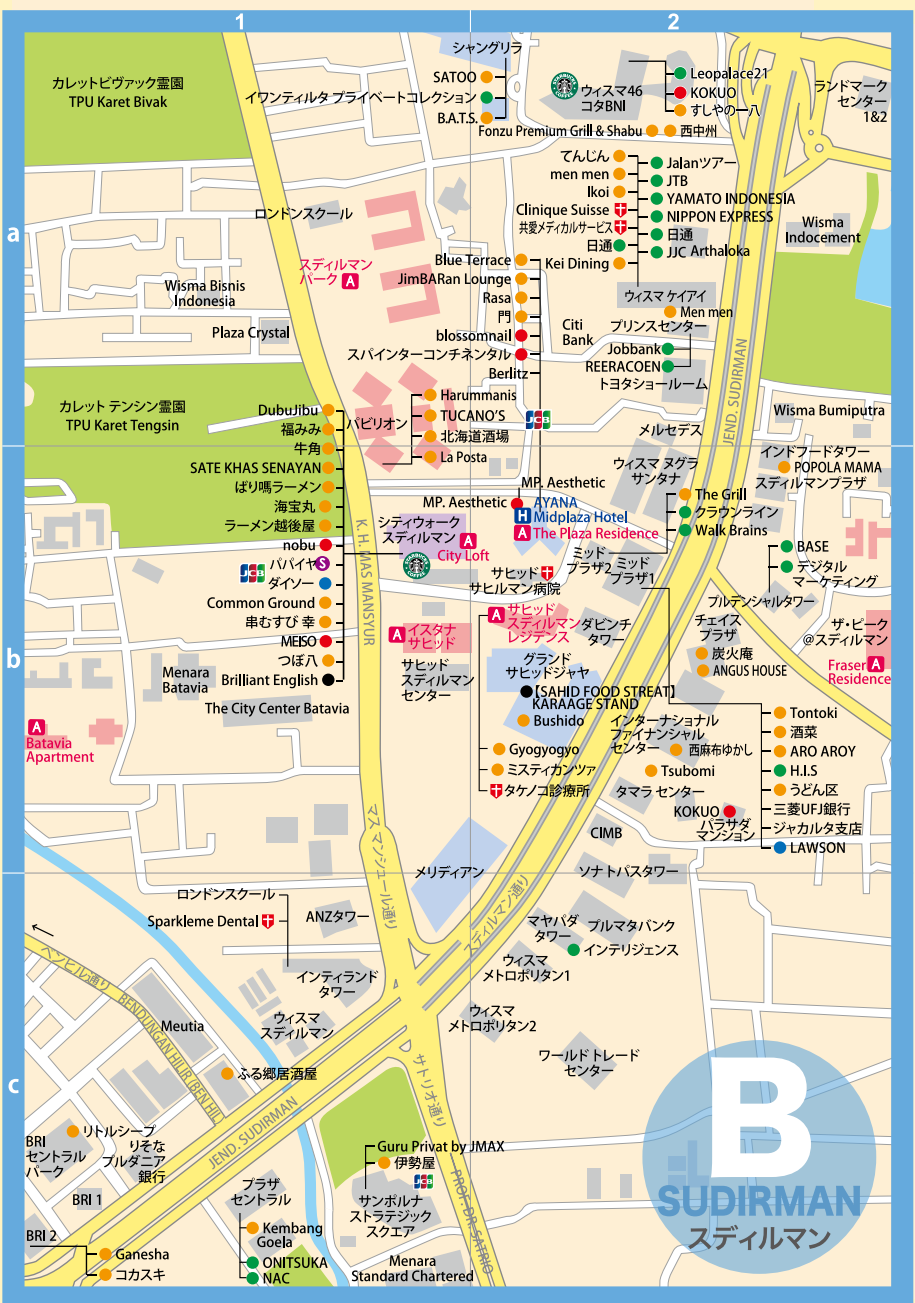 1
2
シャングリラ
SATOO
イワンティルタ プライベートコレクション
B.A.T.S.
カレットビヴァック霊園
TPU Karet Bivak
STARBUCKS
COFFEE
ウィスマ46
コタBNI
Leopalace21
KOKUO
すしやの一八
ランドマーク
センター
1&2
Fonzu Premium Grill & Shabu
西中州
てんじん
men men
Ikoi
Clinique Suisse
共愛メディカルサービス
日通
Kei Dining
Jalanツアー
JTB
YAMATO INDONESIA
NIPPON EXPRESS
日通
JJC Arthaloka
Wisma
Indocement
a
ロンドンスクール
スディルマン
パーク A
Wisma Bisnis
Indonesia
Plaza Crystal
Blue Terrace
JimBARan Lounge
Rasa
門
blossomnail
スパインターコンチネンタル
Berlitz
Citi
Bank
ウィスマ ケイアイ
Men men
プリンスセンター
Jobbank
REERACOEN
トヨタショールーム
JEND. SUDIRMAN
カレット テンシン霊園
TPU Karet Tengsin
DubuJibu
福みみ
牛角
SATE KHAS SENAYAN
ばり嗎ラーメン
海宝丸
ラーメン越後屋
nobu
パパイヤ S
JCB
ダイソー
Common Ground
串むすび 幸
MEISO
つぼ八
Brilliant English
パビリオン
Harummanis
TUCANO'S
北海道酒場
La Posta
JCB
メルセデス
Wisma Bumiputra
ウィスマ ヌグラ
サンタナ
インドフードタワー
POPOLA MAMA
スディルマンプラザ
MP. Aesthetic
MP. Aesthetic
H AYANA
Midplaza Hotel
A The Plaza Residence
The Grill
クラウンライン
Walk Brains
シティウォーク
スディルマン
A
City Loft
STARBUCKS
COFFEE
K. H. MAS MANSYUR
ミッド
プラザ2
ミッド
プラザ1
BASE
デジタル
マーケティング
サヒッド
サヒルマン病院
プルデンシャルタワー
b
A イスタナ
サヒッド
A サヒッド
スディルマン
レジデンス
ダビンチ
タワー
チェイス
プラザ
炭火庵
ANGUS HOUSE
ザ・ピーク
@スディルマン
Fraser A
Residence
Menara
Batavia
The City Center Batavia
サヒッド
スディルマン
センター
グランド
サヒッドジャヤ
【SAHID FOOD STREAT】
KARAAGE STAND
Bushido
インターナショナル
ファイナンシャル
センター
西麻布ゆかし
A
Batavia
Apartment
Gyogyogyo
ミスティカンツァ
タケノコ診療所
Tsubomi
タマラ センター
KOKUO
パラサダ
マンション
Tontoki
酒菜
ARO AROY
H.I.S
うどん区
三菱UFJ銀行
ジャカルタ支店
LAWSON
CIMB
マス マンシュール通り
メリディアン
ソナトパスタワー
スディルマン通り
ロンドンスクール
Sparkleme Dental
ANZタワー
マヤパダ
タワー
プルマタバンク
インテリジェンス
ウィスマ
メトロポリタン1
インティランド
タワー
ベンヒル通り
BENDUNGAN HILIR (BEN HIL)
Meutia
ウィスマ
スディルマン
ウィスマ
メトロポリタン2
ワールド トレード
センター
c
ふる郷居酒屋
サトリオ通り
JEND. SUDIRMAN
BRI
セントラル
パーク
リトルシープ
りそな
プルダニア
銀行
BRI 1
BRI 2
Ganesha
コカスキ
プラザ
セントラル
Kembang
Goeja
ONITSUKA
NAC
Guru Privat by JMAX
伊勢屋
JCB
サンポルナ
ストラテジック
スクエア
Menara
Standard Chartered
PROF. DR. SATRIO
B
SUDIRMAN
スディルマン